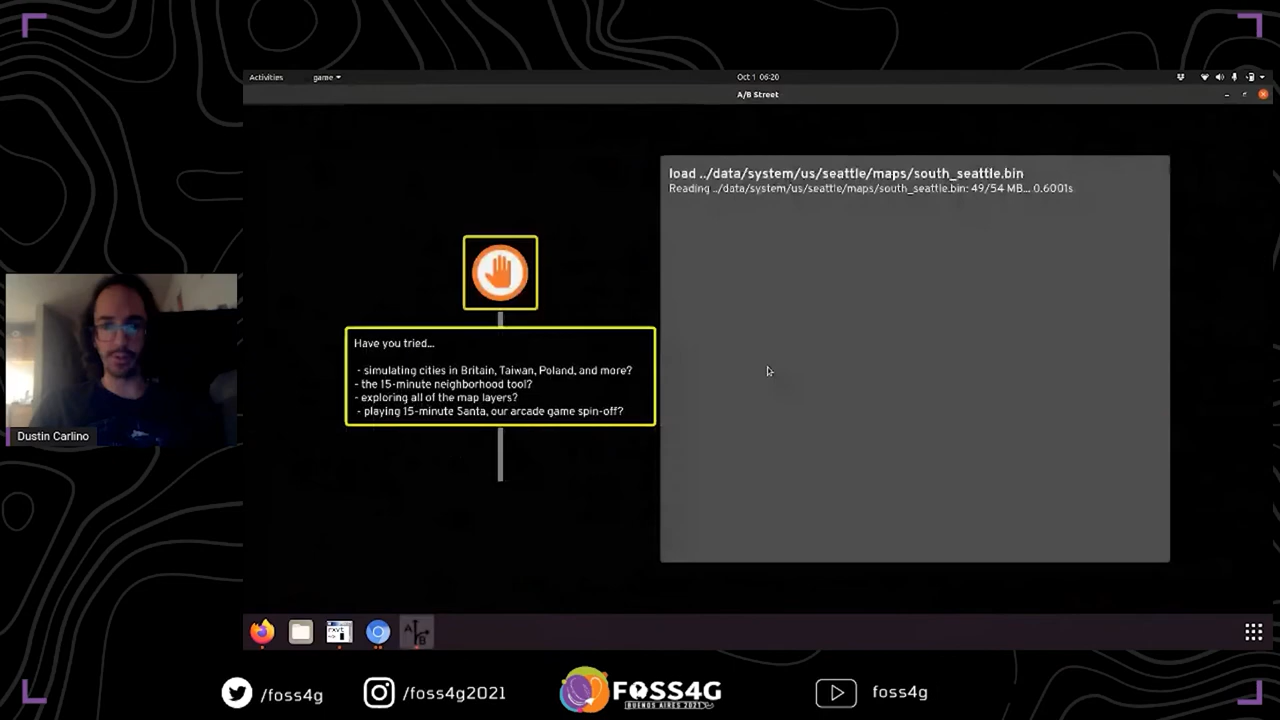 Activities
game
Oct 1 06:20
A/B Street
load ../data/system/us/seattle/maps/south_seattle.bin
Reading ../data/system/us/seattle/maps/south_seattle.bin: 49/54 MB... 0.6001s
Have you tried...
- simulating cities in Britain, Taiwan, Poland, and more?
- the 15-minute neighborhood tool?
- exploring all of the map layers?
- playing 15-minute Santa, our arcade game spin-off?
Dustin Carlino
rxvt
A
B
/foss4g
/foss4g2021
FOSS4G
BUENOS AIRES 2021
foss4g